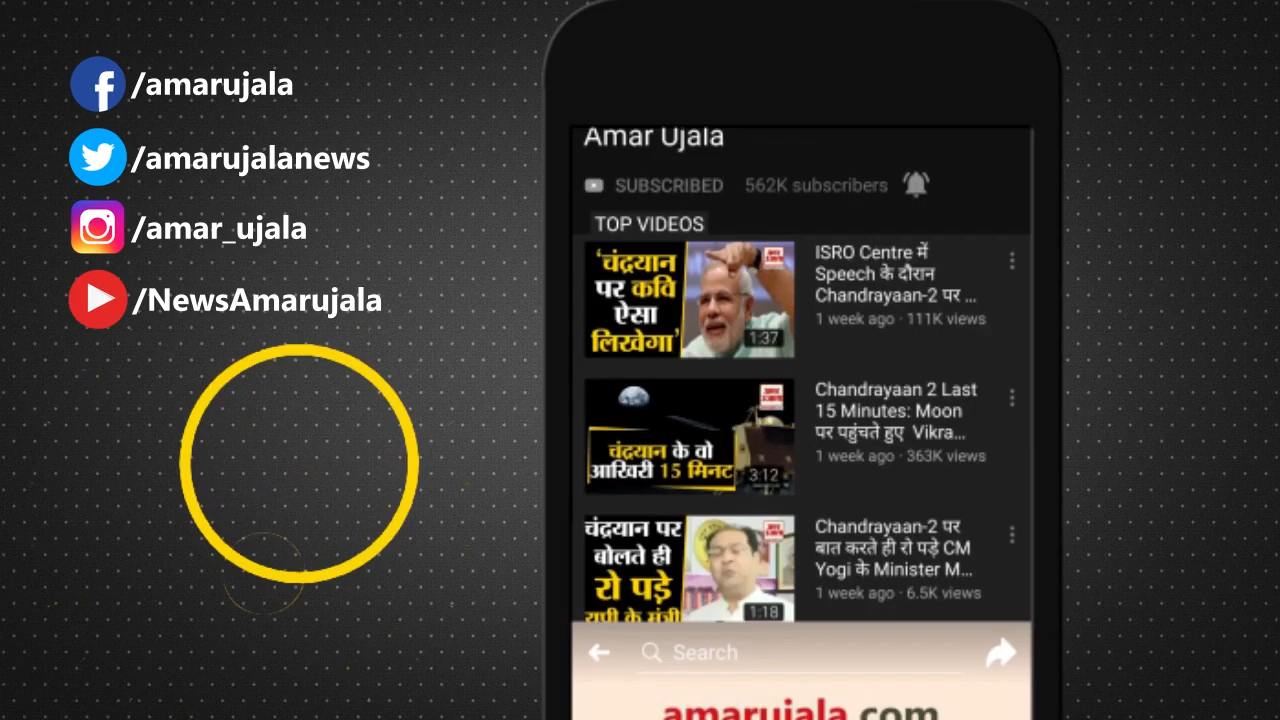 /amarujala
/amarujalanews
/amar_ujala
/NewsAmarujala
Amar Ujala
SUBSCRIBED 562K subscribers
TOP VIDEOS
'चंद्रयान
पर कवि
ऐसा
लिखेगा'
1:37
ISRO Centre में
Speech के दौरान
Chandrayaan-2 पर ...
1 week ago · 111K views
चंद्रयान के वो
आखिरी 15 मिनट
3:12
Chandrayaan 2 Last
15 Minutes: Moon
पर पहुंचते हुए Vikra...
1 week ago · 363K views
चंद्रयान पर
बोलते ही
रो पड़े
यूपी के मंत्री
1:18
Chandrayaan-2 पर
बात करते ही रो पड़े CM
Yogi के Minister M...
1 week ago · 6.5K views
Search
amarujala.com